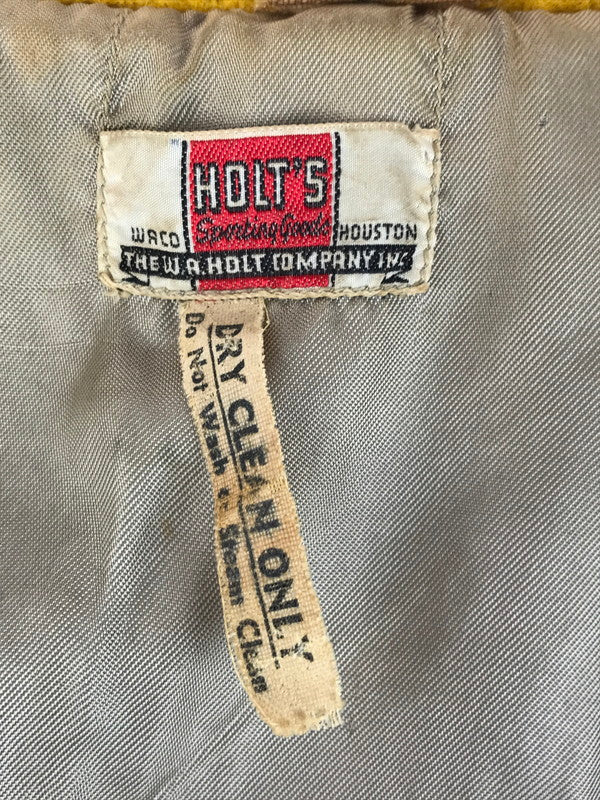 HOLT'S
Sporting Goods
WACO HOUSTON
THE W.A. HOLT COMPANY INC.
DRY CLEAN ONLY
Do Not Wash or Steam Clean